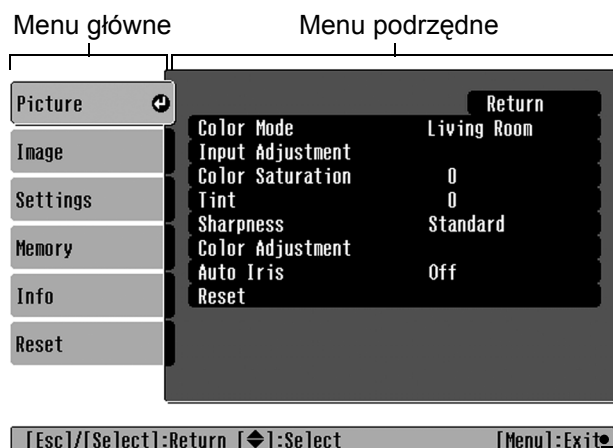 Menu główne
Menu podrzędne
Picture
Image
Settings
Memory
Info
Reset
Return
Color Mode Living Room
Input Adjustment
Color Saturation 0
Tint 0
Sharpness Standard
Color Adjustment
Auto Iris Off
Reset
[Esc]/[Select]:Return [◆]:Select [Menu]:Exit